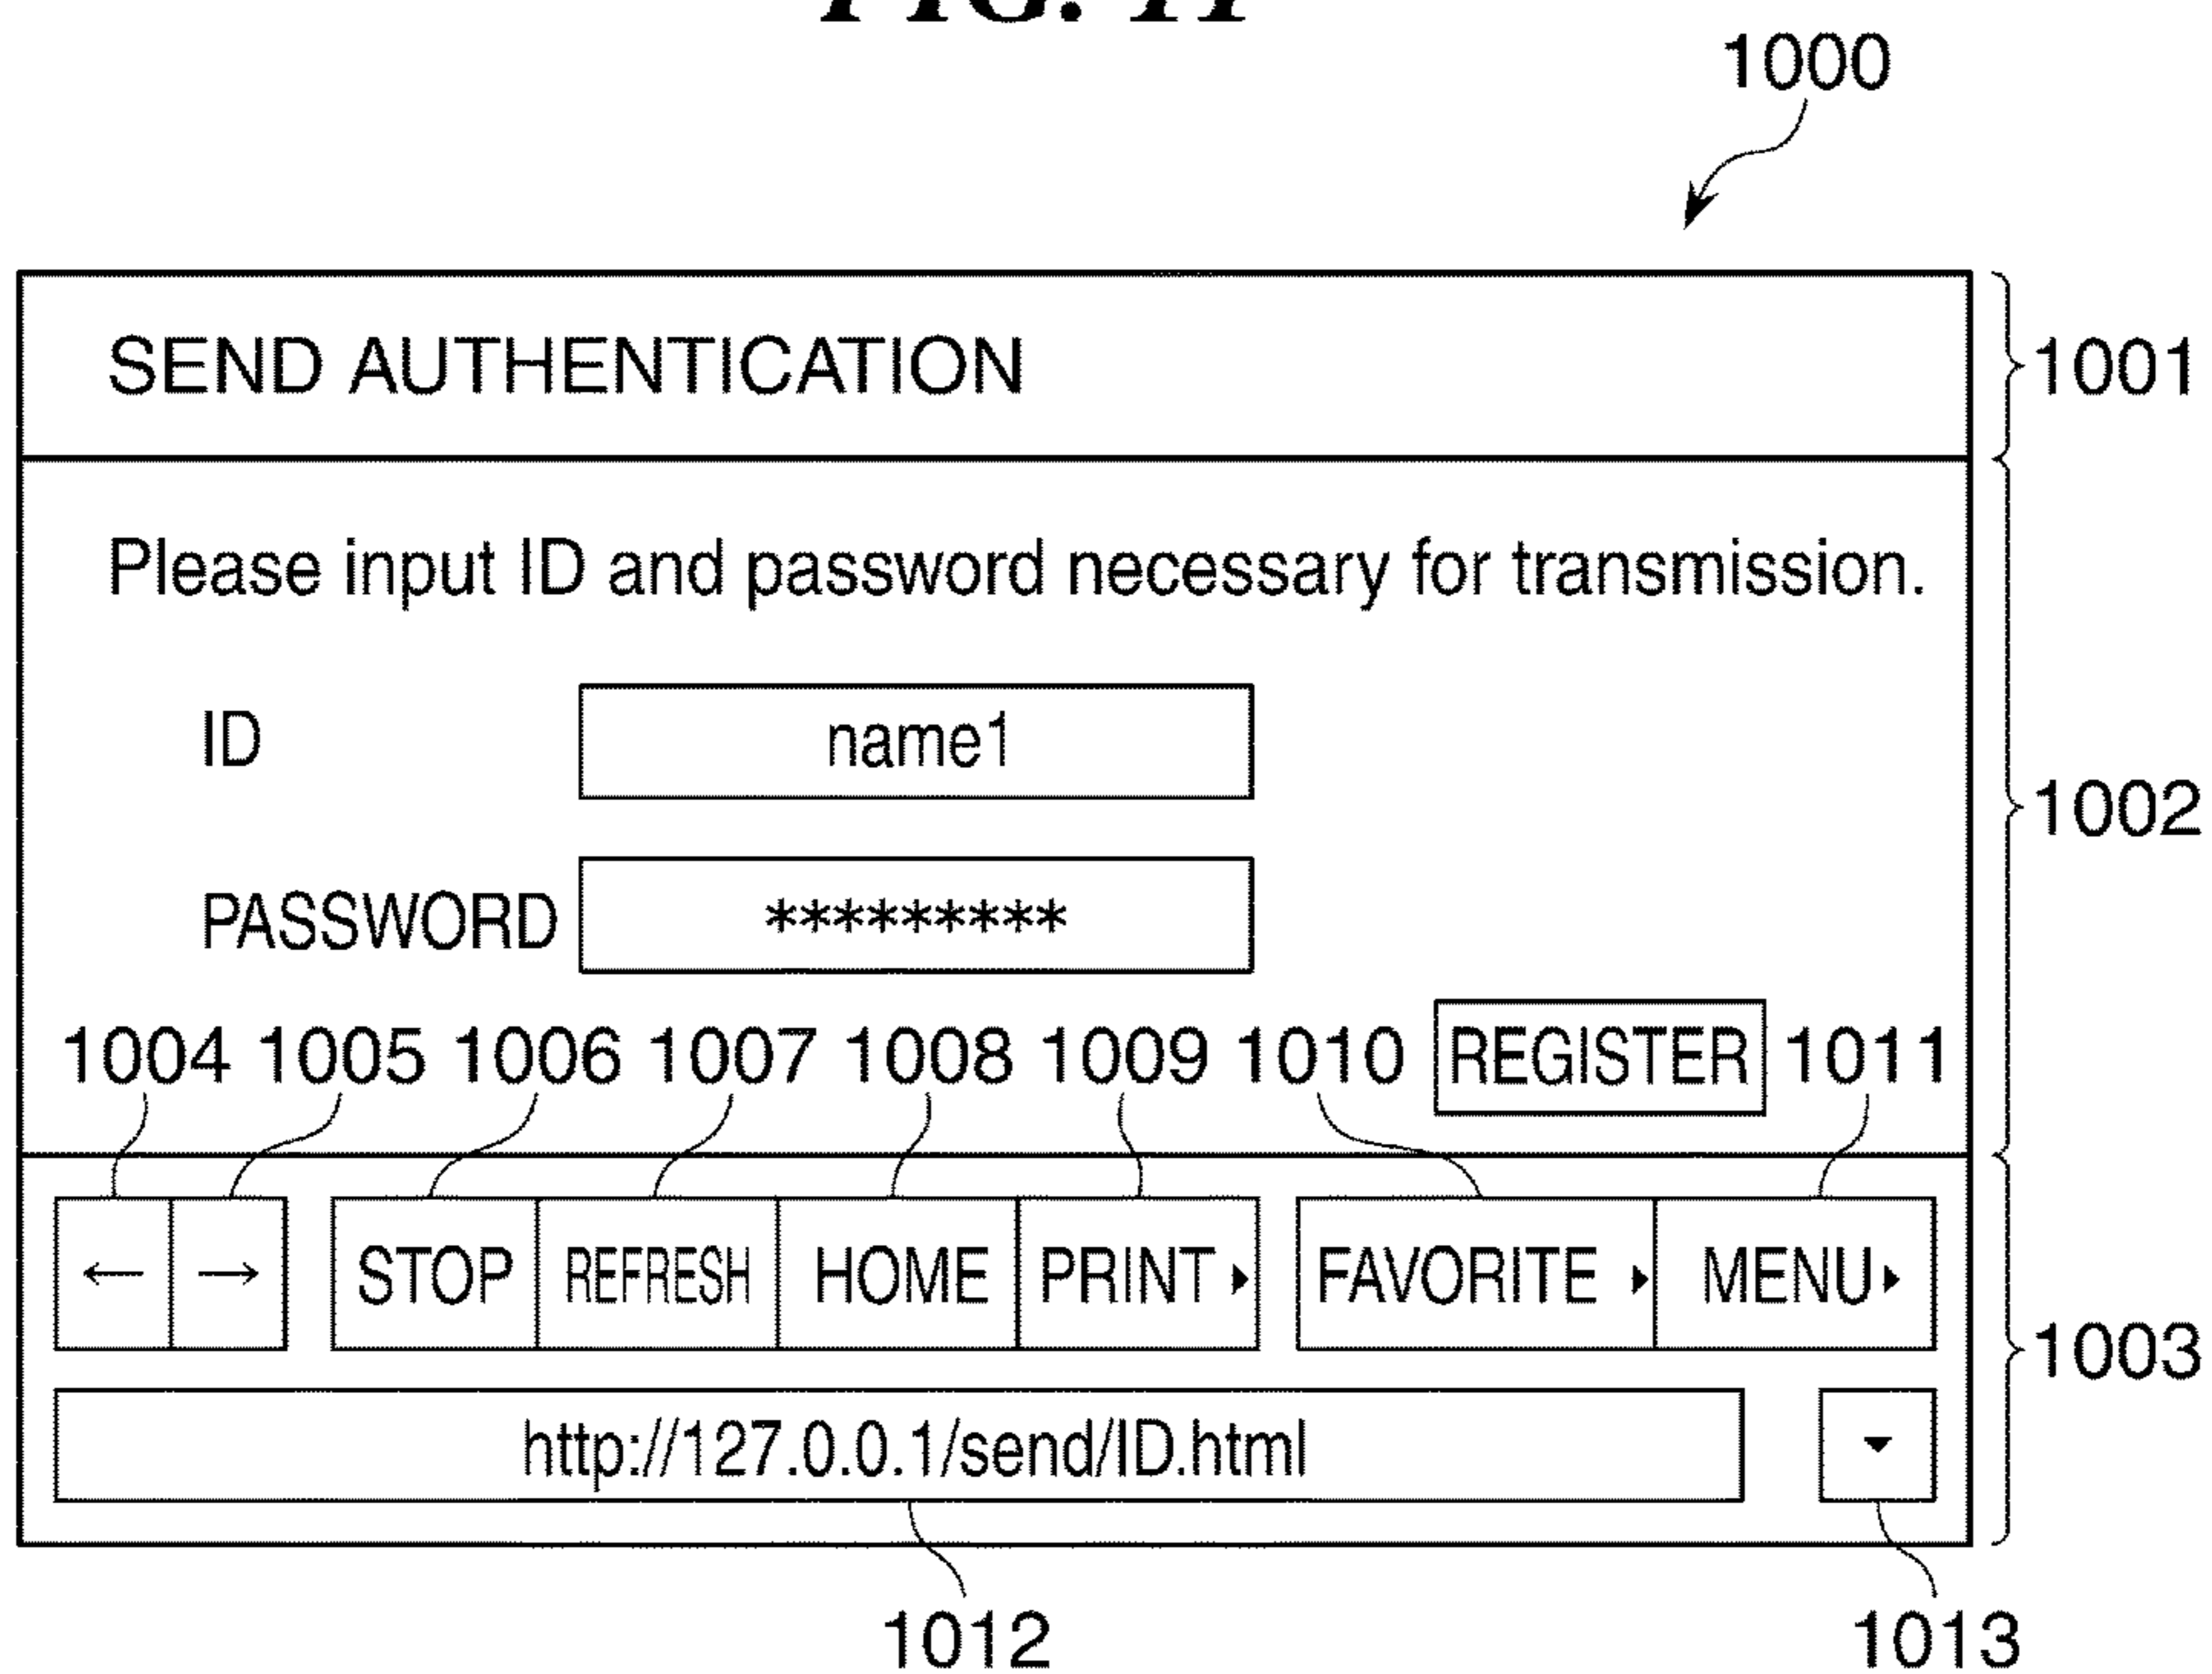 FIG. 11
1000
SEND AUTHENTICATION
1001
Please input ID and password necessary for transmission.
ID name1
1002
PASSWORD *********
1004 1005 1006 1007 1008 1009 1010 REGISTER 1011
← → STOP REFRESH HOME PRINT ▸ FAVORITE ▸ MENU ▸
1003
http://127.0.0.1/send/ID.html ▾
1012 1013